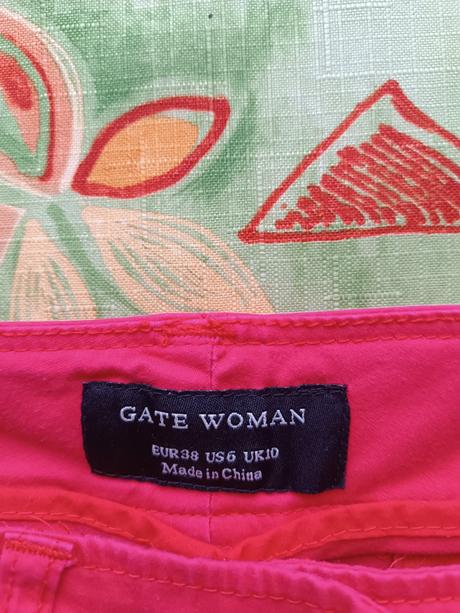 GATE WOMAN
EUR38 US6 UK10
Made in China